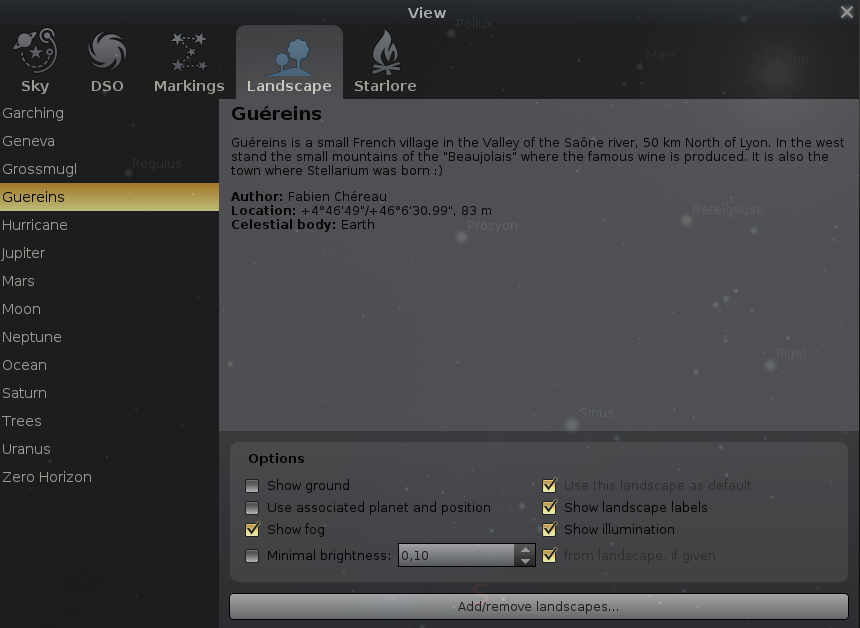 View
Pollux
Mars
Sun
Sky
DSO
Markings
Landscape
Starlore
Garching
Geneva
Grossmugl
Regulus
Guereins
Hurricane
Jupiter
Mars
Moon
Neptune
Ocean
Saturn
Trees
Uranus
Zero Horizon
Guéreins
Guéreins is a small French village in the Valley of the Saône river, 50 km North of Lyon. In the west
stand the small mountains of the "Beaujolais" where the famous wine is produced. It is also the
town where Stellarium was born :)
Author: Fabien Chéreau
Location: +4°46'49"/+46°6'30.99", 83 m
Celestial body: Earth
Betelgeuse
Procyon
Rigel
Sirius
Options
Show ground
Use this landscape as default
Use associated planet and position
Show landscape labels
Show fog
Show illumination
Minimal brightness: 0,10
from landscape, if given
S
Add/remove landscapes...